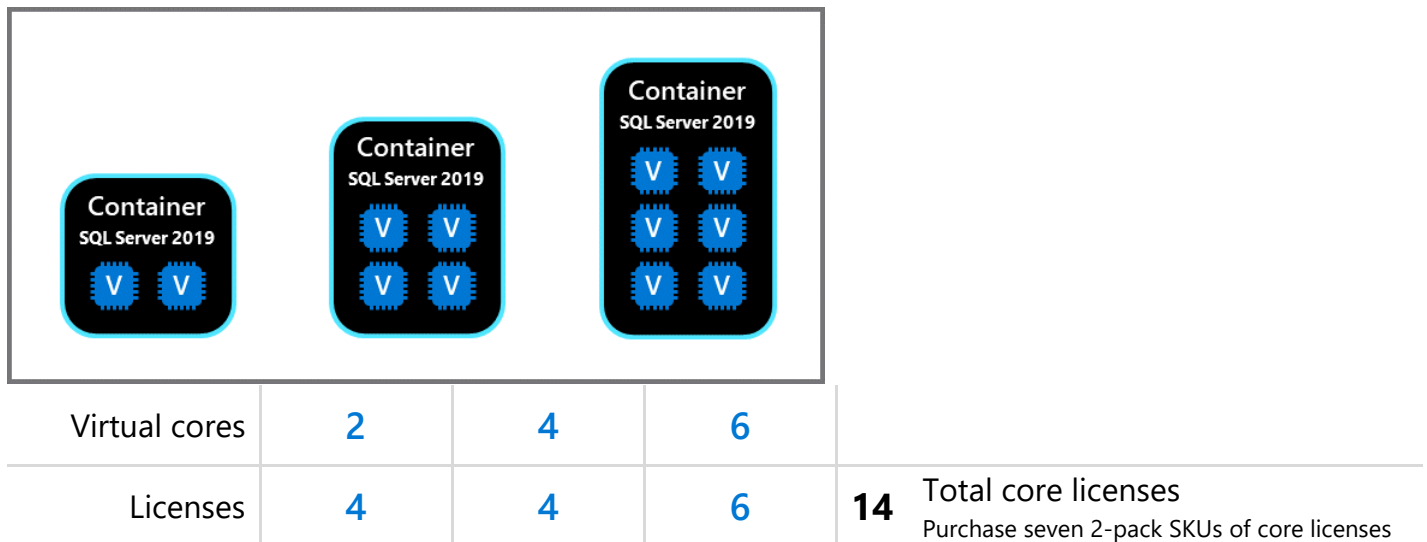 Container
SQL Server 2019
V V
Container
SQL Server 2019
V V
V V
Container
SQL Server 2019
V V
V V
V V
Virtual cores 2 4 6
Licenses 4 4 6 14 Total core licenses
Purchase seven 2-pack SKUs of core licenses